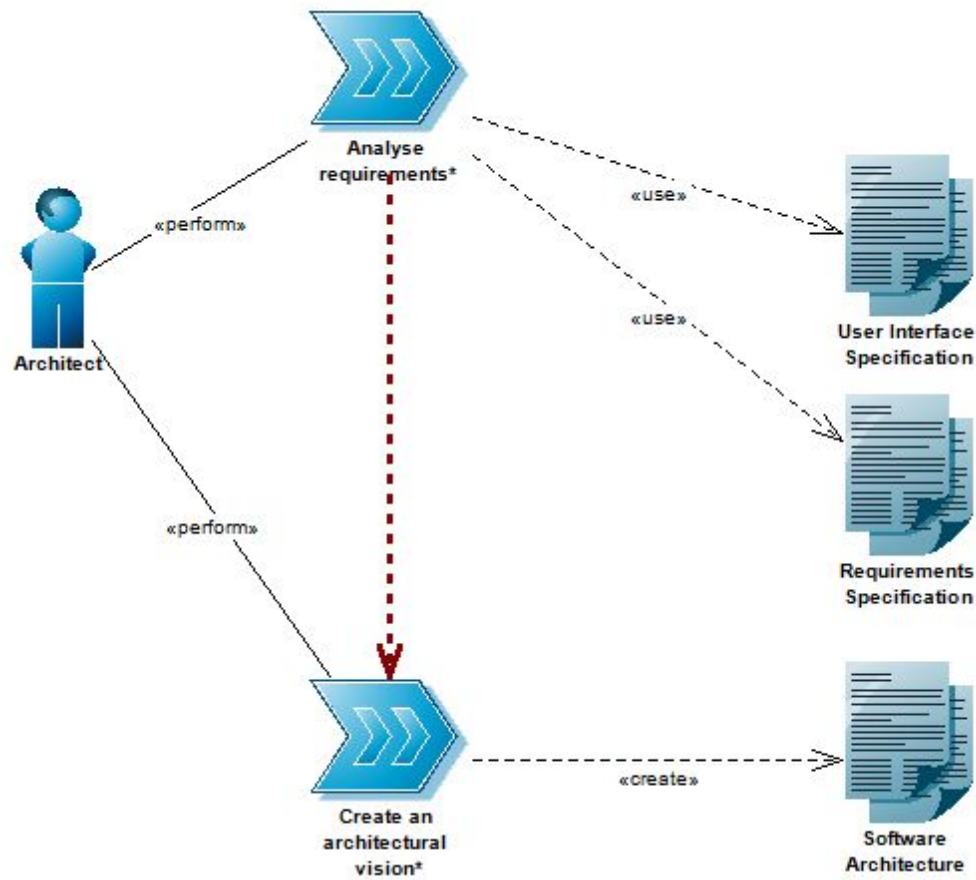 Analyse
requirements*
«perform»
«use»
«use»
User Interface
Specification
Architect
«perform»
Requirements
Specification
Create an
architectural
vision*
«create»
Software
Architecture